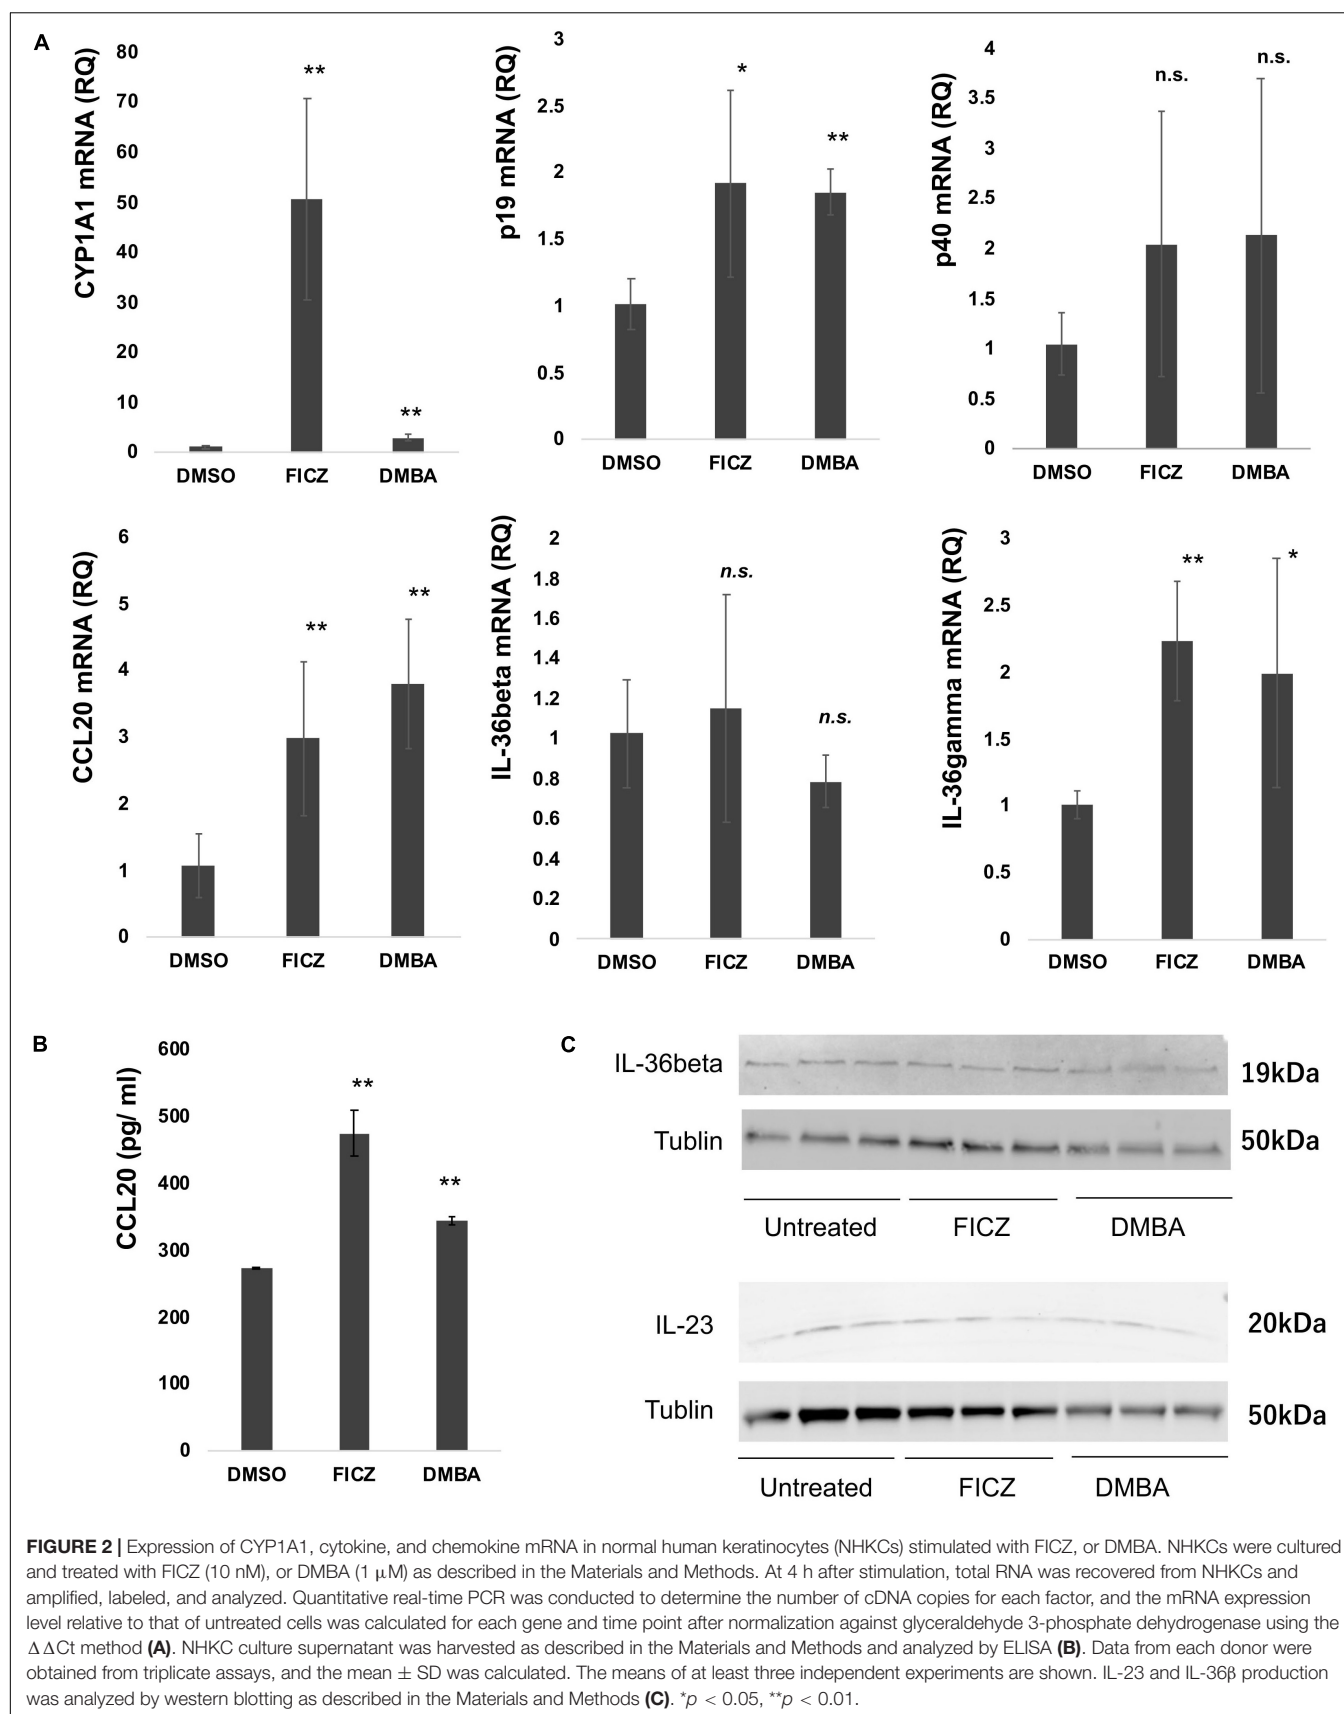 A
CYP1A1 mRNA (RQ)
80
70
60
50
40
30
20
10
0
**
**
DMSO FICZ DMBA
p19 mRNA (RQ)
3
2.5
2
1.5
1
0.5
0
*
**
DMSO FICZ DMBA
p40 mRNA (RQ)
4
3.5
3
2.5
2
1.5
1
0.5
0
n.s.
n.s.
DMSO FICZ DMBA
CCL20 mRNA (RQ)
6
5
4
3
2
1
0
**
**
DMSO FICZ DMBA
IL-36beta mRNA (RQ)
2
1.8
1.6
1.4
1.2
1
0.8
0.6
0.4
0.2
0
n.s.
n.s.
DMSO FICZ DMBA
IL-36gamma mRNA (RQ)
3
2.5
2
1.5
1
0.5
0
**
*
DMSO FICZ DMBA
B
CCL20 (pg/ ml)
600
500
400
300
200
100
0
**
**
DMSO FICZ DMBA
C
IL-36beta 19kDa
Tublin 50kDa
Untreated FICZ DMBA
IL-23 20kDa
Tublin 50kDa
Untreated FICZ DMBA
FIGURE 2 | Expression of CYP1A1, cytokine, and chemokine mRNA in normal human keratinocytes (NHKCs) stimulated with FICZ, or DMBA. NHKCs were cultured
and treated with FICZ (10 nM), or DMBA (1 μM) as described in the Materials and Methods. At 4 h after stimulation, total RNA was recovered from NHKCs and
amplified, labeled, and analyzed. Quantitative real-time PCR was conducted to determine the number of cDNA copies for each factor, and the mRNA expression
level relative to that of untreated cells was calculated for each gene and time point after normalization against glyceraldehyde 3-phosphate dehydrogenase using the
ΔΔCt method (A). NHKC culture supernatant was harvested as described in the Materials and Methods and analyzed by ELISA (B). Data from each donor were
obtained from triplicate assays, and the mean ± SD was calculated. The means of at least three independent experiments are shown. IL-23 and IL-36β production
was analyzed by western blotting as described in the Materials and Methods (C). *p < 0.05, **p < 0.01.